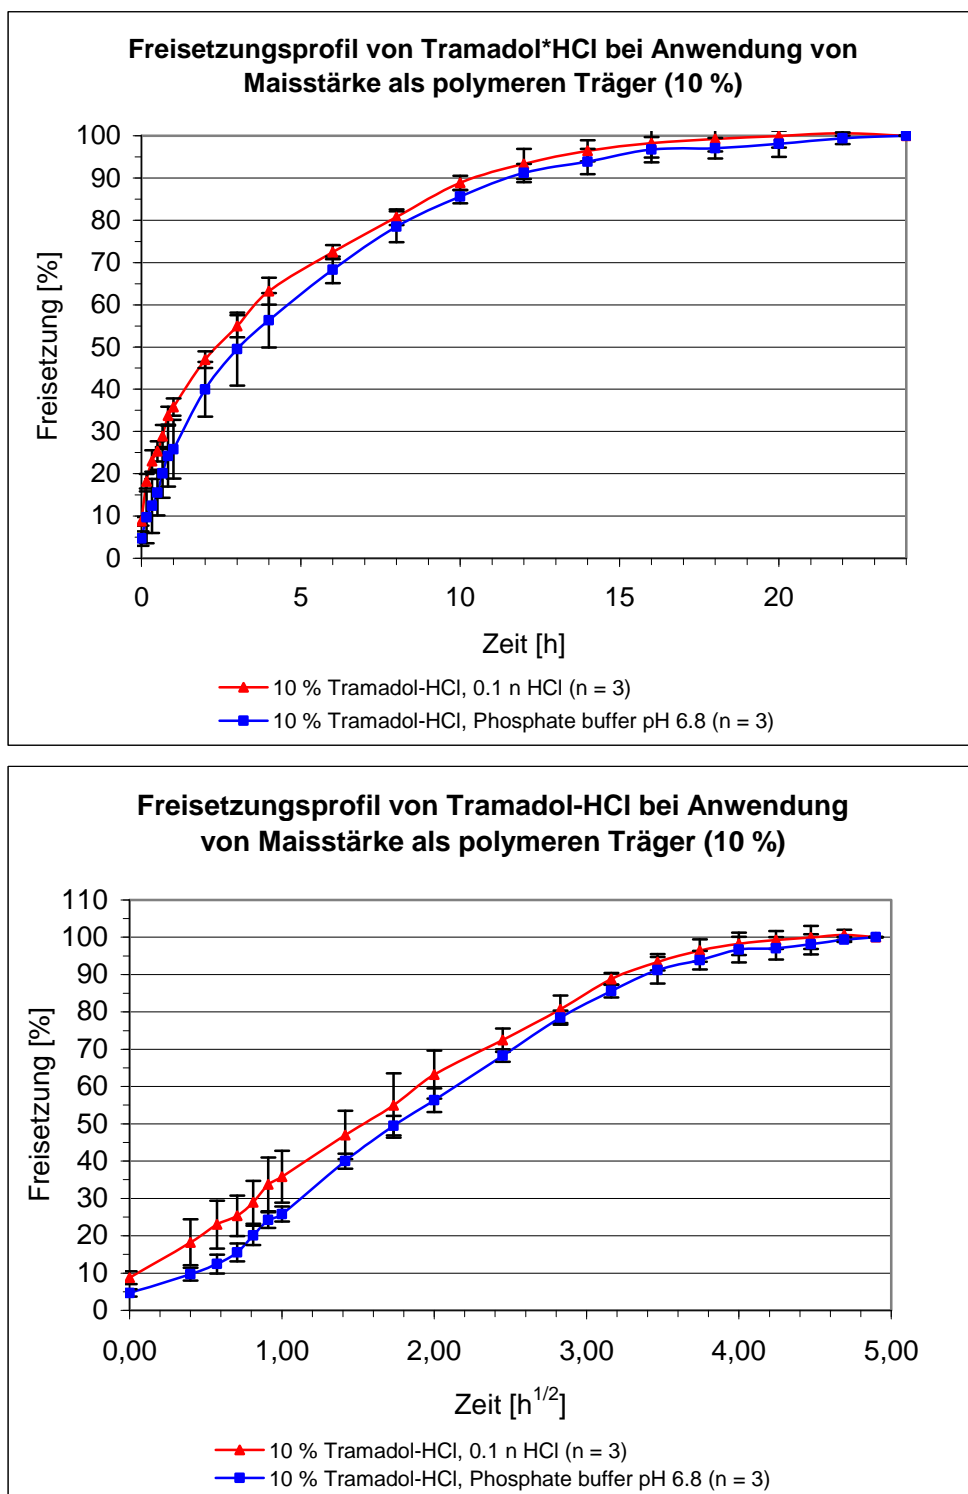 Freisetzungsprofil von Tramadol*HCl bei Anwendung von
Maisstärke als polymeren Träger (10 %)
100
90
80
70
60
50
40
30
20
10
0
Freisetzung [%]
0 5 10 15 20
Zeit [h]
10 % Tramadol-HCl, 0.1 n HCl (n = 3)
10 % Tramadol-HCl, Phosphate buffer pH 6.8 (n = 3)
Freisetzungsprofil von Tramadol-HCl bei Anwendung
von Maisstärke als polymeren Träger (10 %)
110
100
90
80
70
60
50
40
30
20
10
0
Freisetzung [%]
0,00 1,00 2,00 3,00 4,00 5,00
Zeit [h^1/2]
10 % Tramadol-HCl, 0.1 n HCl (n = 3)
10 % Tramadol-HCl, Phosphate buffer pH 6.8 (n = 3)